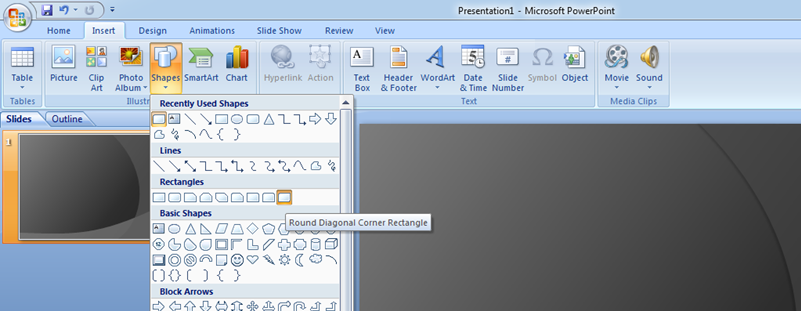 Presentation1 - Microsoft PowerPoint
Home Insert Design Animations Slide Show Review View
Table Picture Clip Art Photo Album Shapes SmartArt Chart Hyperlink Action Text Box Header & Footer WordArt Date & Time Slide Number Symbol Object Movie Sound
Tables Illustr Text Media Clips
Slides Outline
1
Recently Used Shapes
Lines
Rectangles
Round Diagonal Corner Rectangle
Basic Shapes
Block Arrows